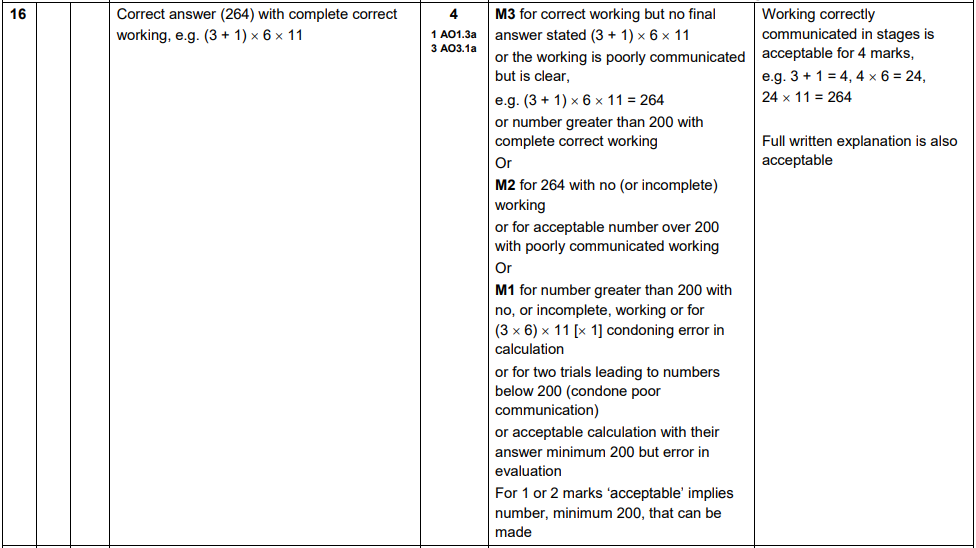 16
Correct answer (264) with complete correct
working, e.g. (3 + 1) × 6 × 11
4
1 AO1.3a
3 AO3.1a
M3 for correct working but no final
answer stated (3 + 1) × 6 × 11
or the working is poorly communicated
but is clear,
e.g. (3 + 1) × 6 × 11 = 264
or number greater than 200 with
complete correct working
Or
M2 for 264 with no (or incomplete)
working
or for acceptable number over 200
with poorly communicated working
Or
M1 for number greater than 200 with
no, or incomplete, working or for
(3 × 6) × 11 [× 1] condoning error in
calculation
or for two trials leading to numbers
below 200 (condone poor
communication)
or acceptable calculation with their
answer minimum 200 but error in
evaluation
For 1 or 2 marks ‘acceptable’ implies
number, minimum 200, that can be
made
Working correctly
communicated in stages is
acceptable for 4 marks,
e.g. 3 + 1 = 4, 4 × 6 = 24,
24 × 11 = 264
Full written explanation is also
acceptable